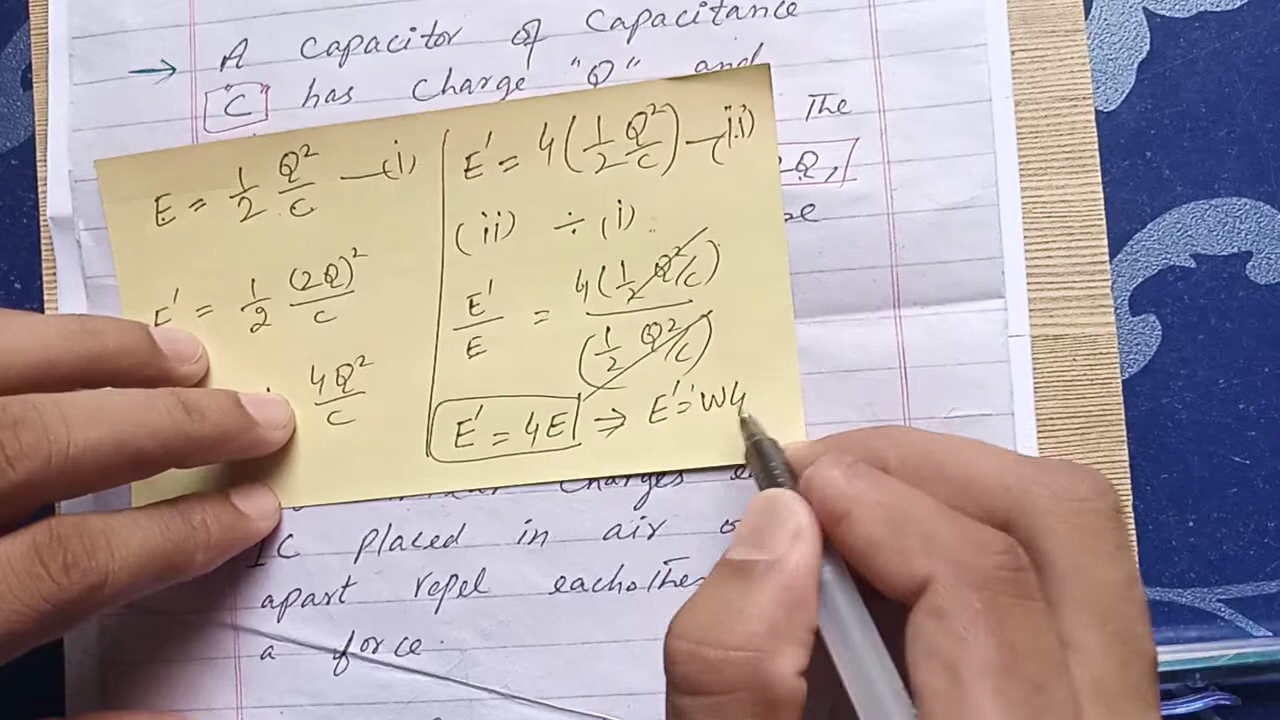 → A Capacitor of Capacitance
"C" has Charge "Q" and
The
Q,
E = 1/2 Q²/C —(i)
E' = 1/2 (2Q)²/C
4Q²/C
E' = 4(1/2 Q²/C) —(ii)
(ii) ÷ (i)
E'/E = 4(1/2 Q²/C)/(1/2 Q²/C)
E' = 4E ⇒ E' = W4
Charges
1C placed in air
apart repel eachother
a force.